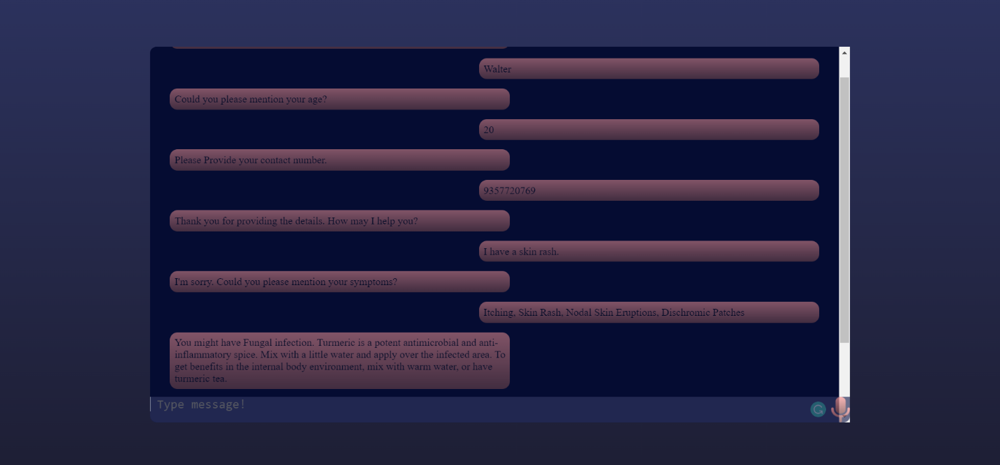 Walter
Could you please mention your age?
20
Please Provide your contact number.
9357720769
Thank you for providing the details. How may I help you?
I have a skin rash.
I'm sorry. Could you please mention your symptoms?
Itching, Skin Rash, Nodal Skin Eruptions, Dischromic Patches
You might have Fungal infection. Turmeric is a potent antimicrobial and anti-
inflammatory spice. Mix with a little water and apply over the infected area. To
get benefits in the internal body environment, mix with warm water, or have
turmeric tea.
Type message!